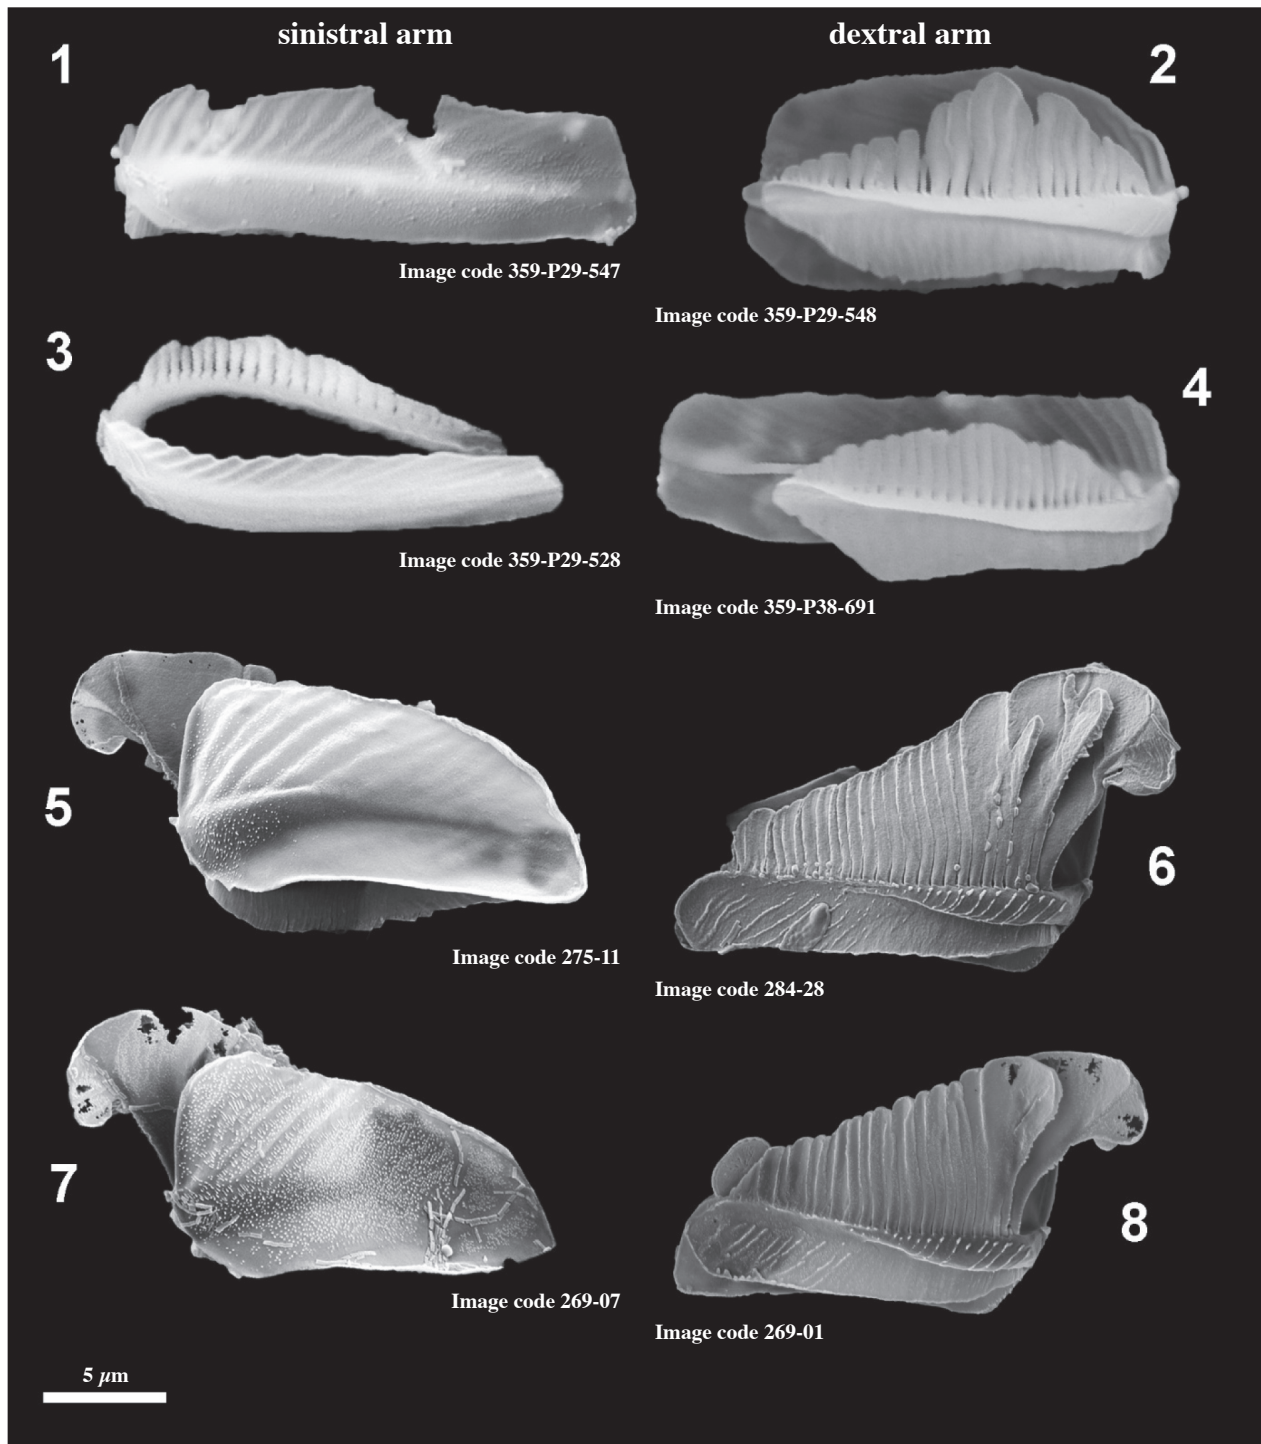 sinistral arm
dextral arm
1
2
Image code 359-P29-547
Image code 359-P29-548
3
4
Image code 359-P29-528
Image code 359-P38-691
5
6
Image code 275-11
Image code 284-28
7
8
Image code 269-07
Image code 269-01
5 µm